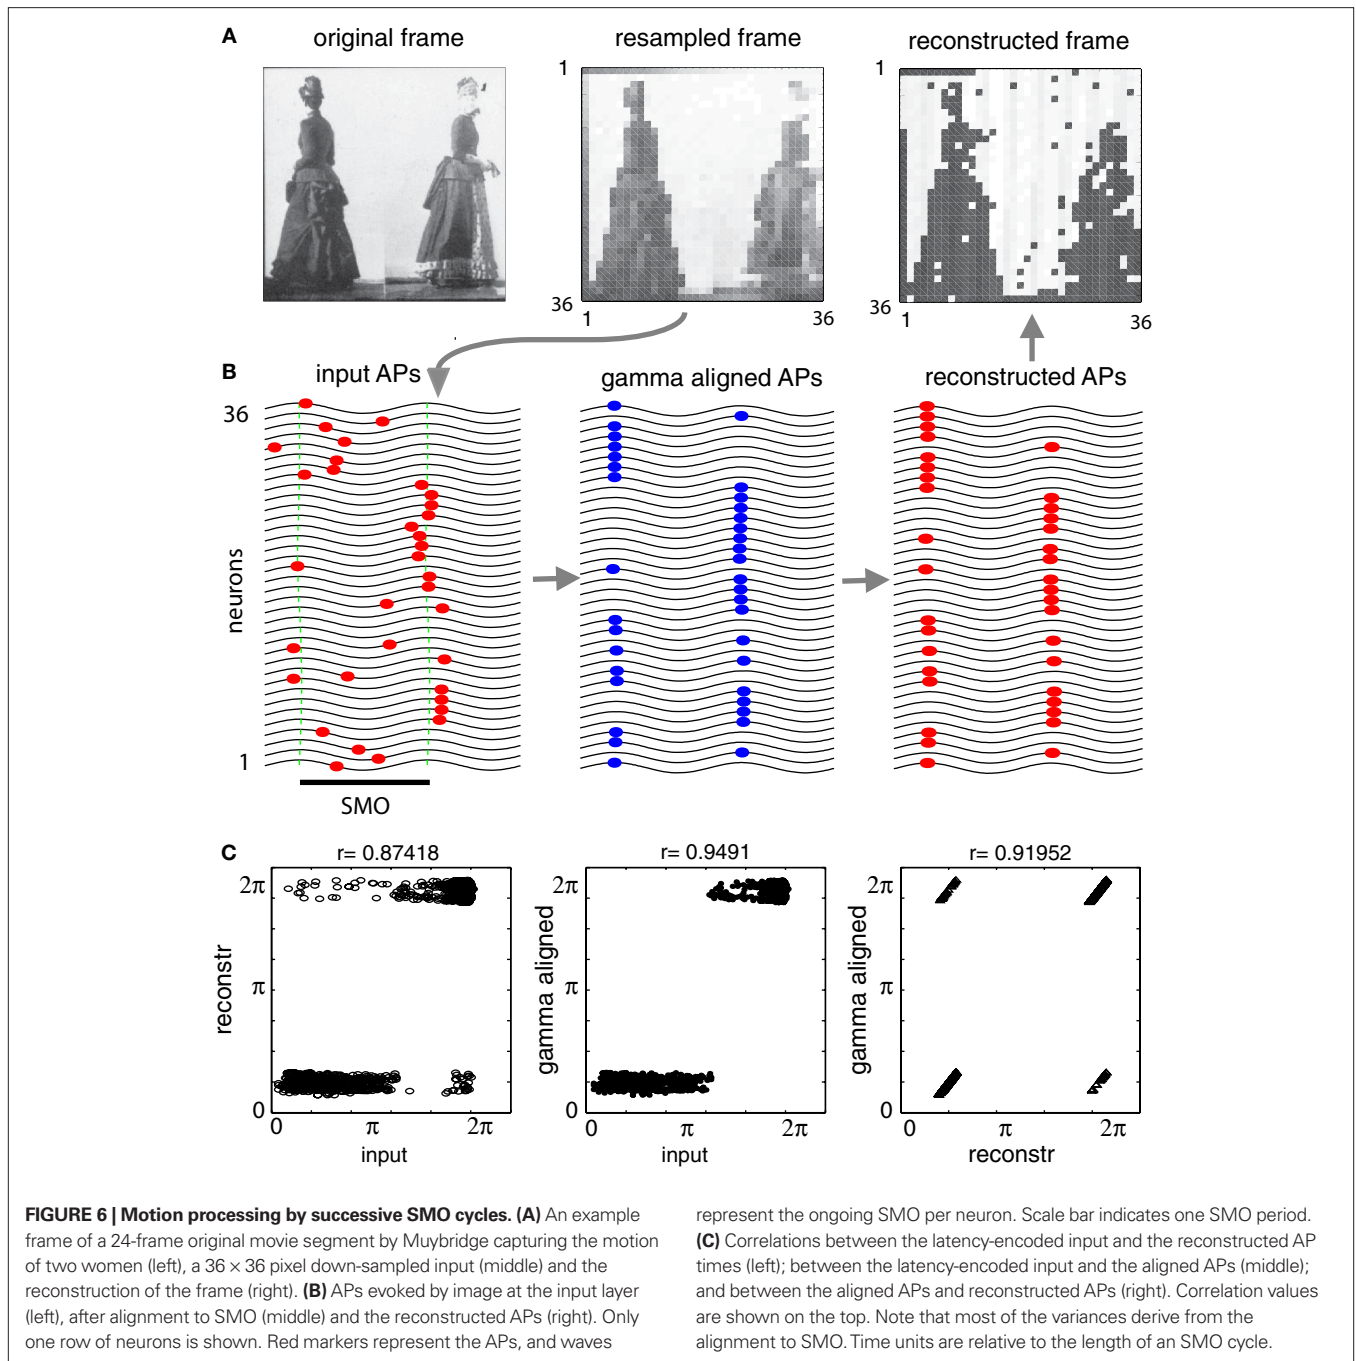 A
original frame
resampled frame
reconstructed frame
1
36
1
36
1
36
1
36
B
input APs
gamma aligned APs
reconstructed APs
36
neurons
1
SMO
C
r= 0.87418
r= 0.9491
r= 0.91952
2π
π
0
reconstr
0
π
2π
input
2π
π
0
gamma aligned
0
π
2π
input
2π
π
0
gamma aligned
0
π
2π
reconstr
FIGURE 6 | Motion processing by successive SMO cycles. (A) An example
frame of a 24-frame original movie segment by Muybridge capturing the motion
of two women (left), a 36 × 36 pixel down-sampled input (middle) and the
reconstruction of the frame (right). (B) APs evoked by image at the input layer
(left), after alignment to SMO (middle) and the reconstructed APs (right). Only
one row of neurons is shown. Red markers represent the APs, and waves
represent the ongoing SMO per neuron. Scale bar indicates one SMO period.
(C) Correlations between the latency-encoded input and the reconstructed AP
times (left); between the latency-encoded input and the aligned APs (middle);
and between the aligned APs and reconstructed APs (right). Correlation values
are shown on the top. Note that most of the variances derive from the
alignment to SMO. Time units are relative to the length of an SMO cycle.